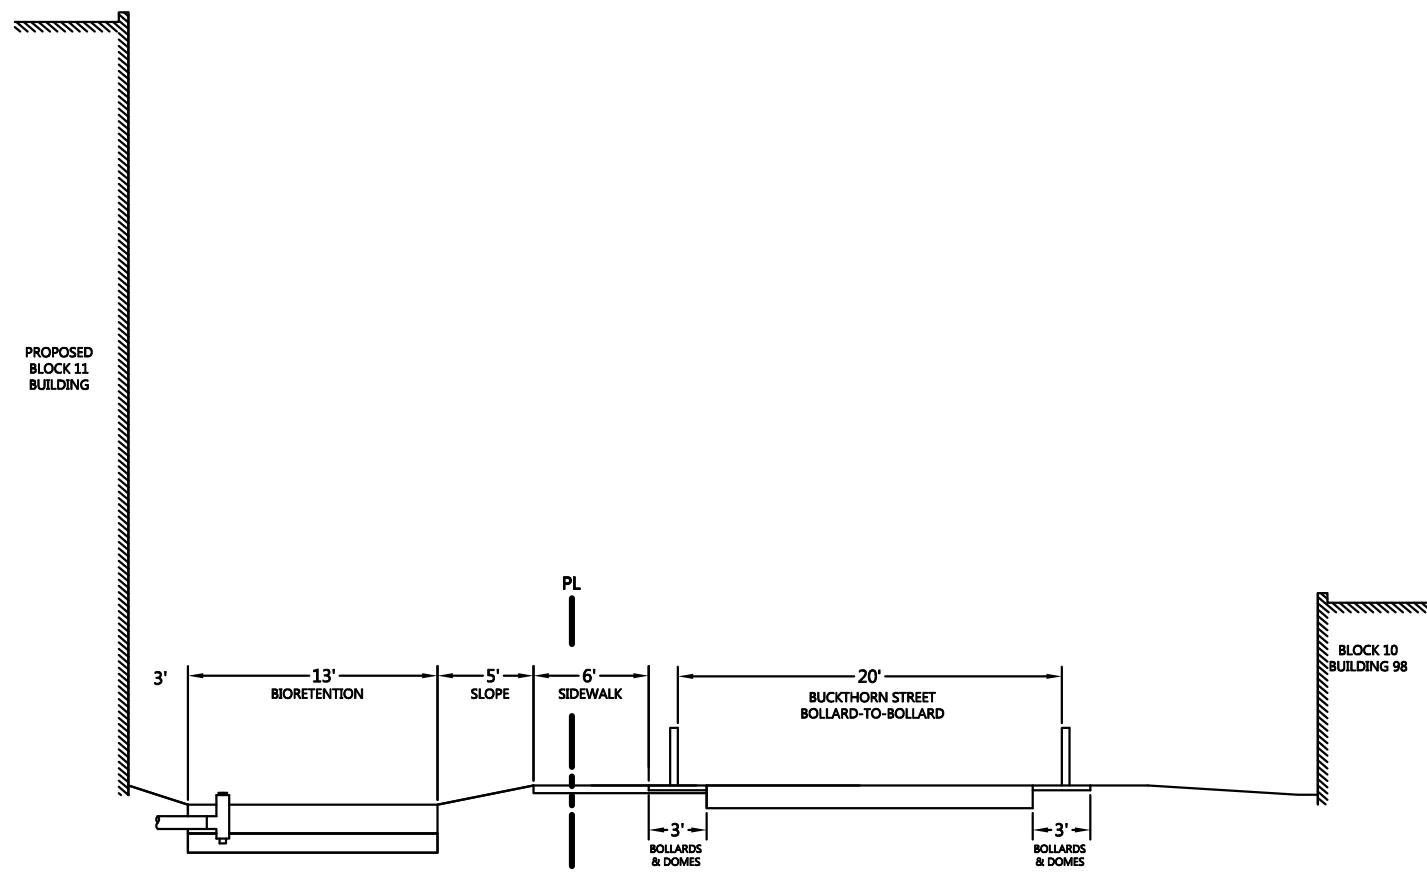 PROPOSED
BLOCK 11
BUILDING
PL
BLOCK 10
BUILDING 98
3'
13'
BIORETENTION
5'
SLOPE
6'
SIDEWALK
20'
BUCKTHORN STREET
BOLLARD-TO-BOLLARD
3'
BOLLARDS
& DOMES
3'
BOLLARDS
& DOMES